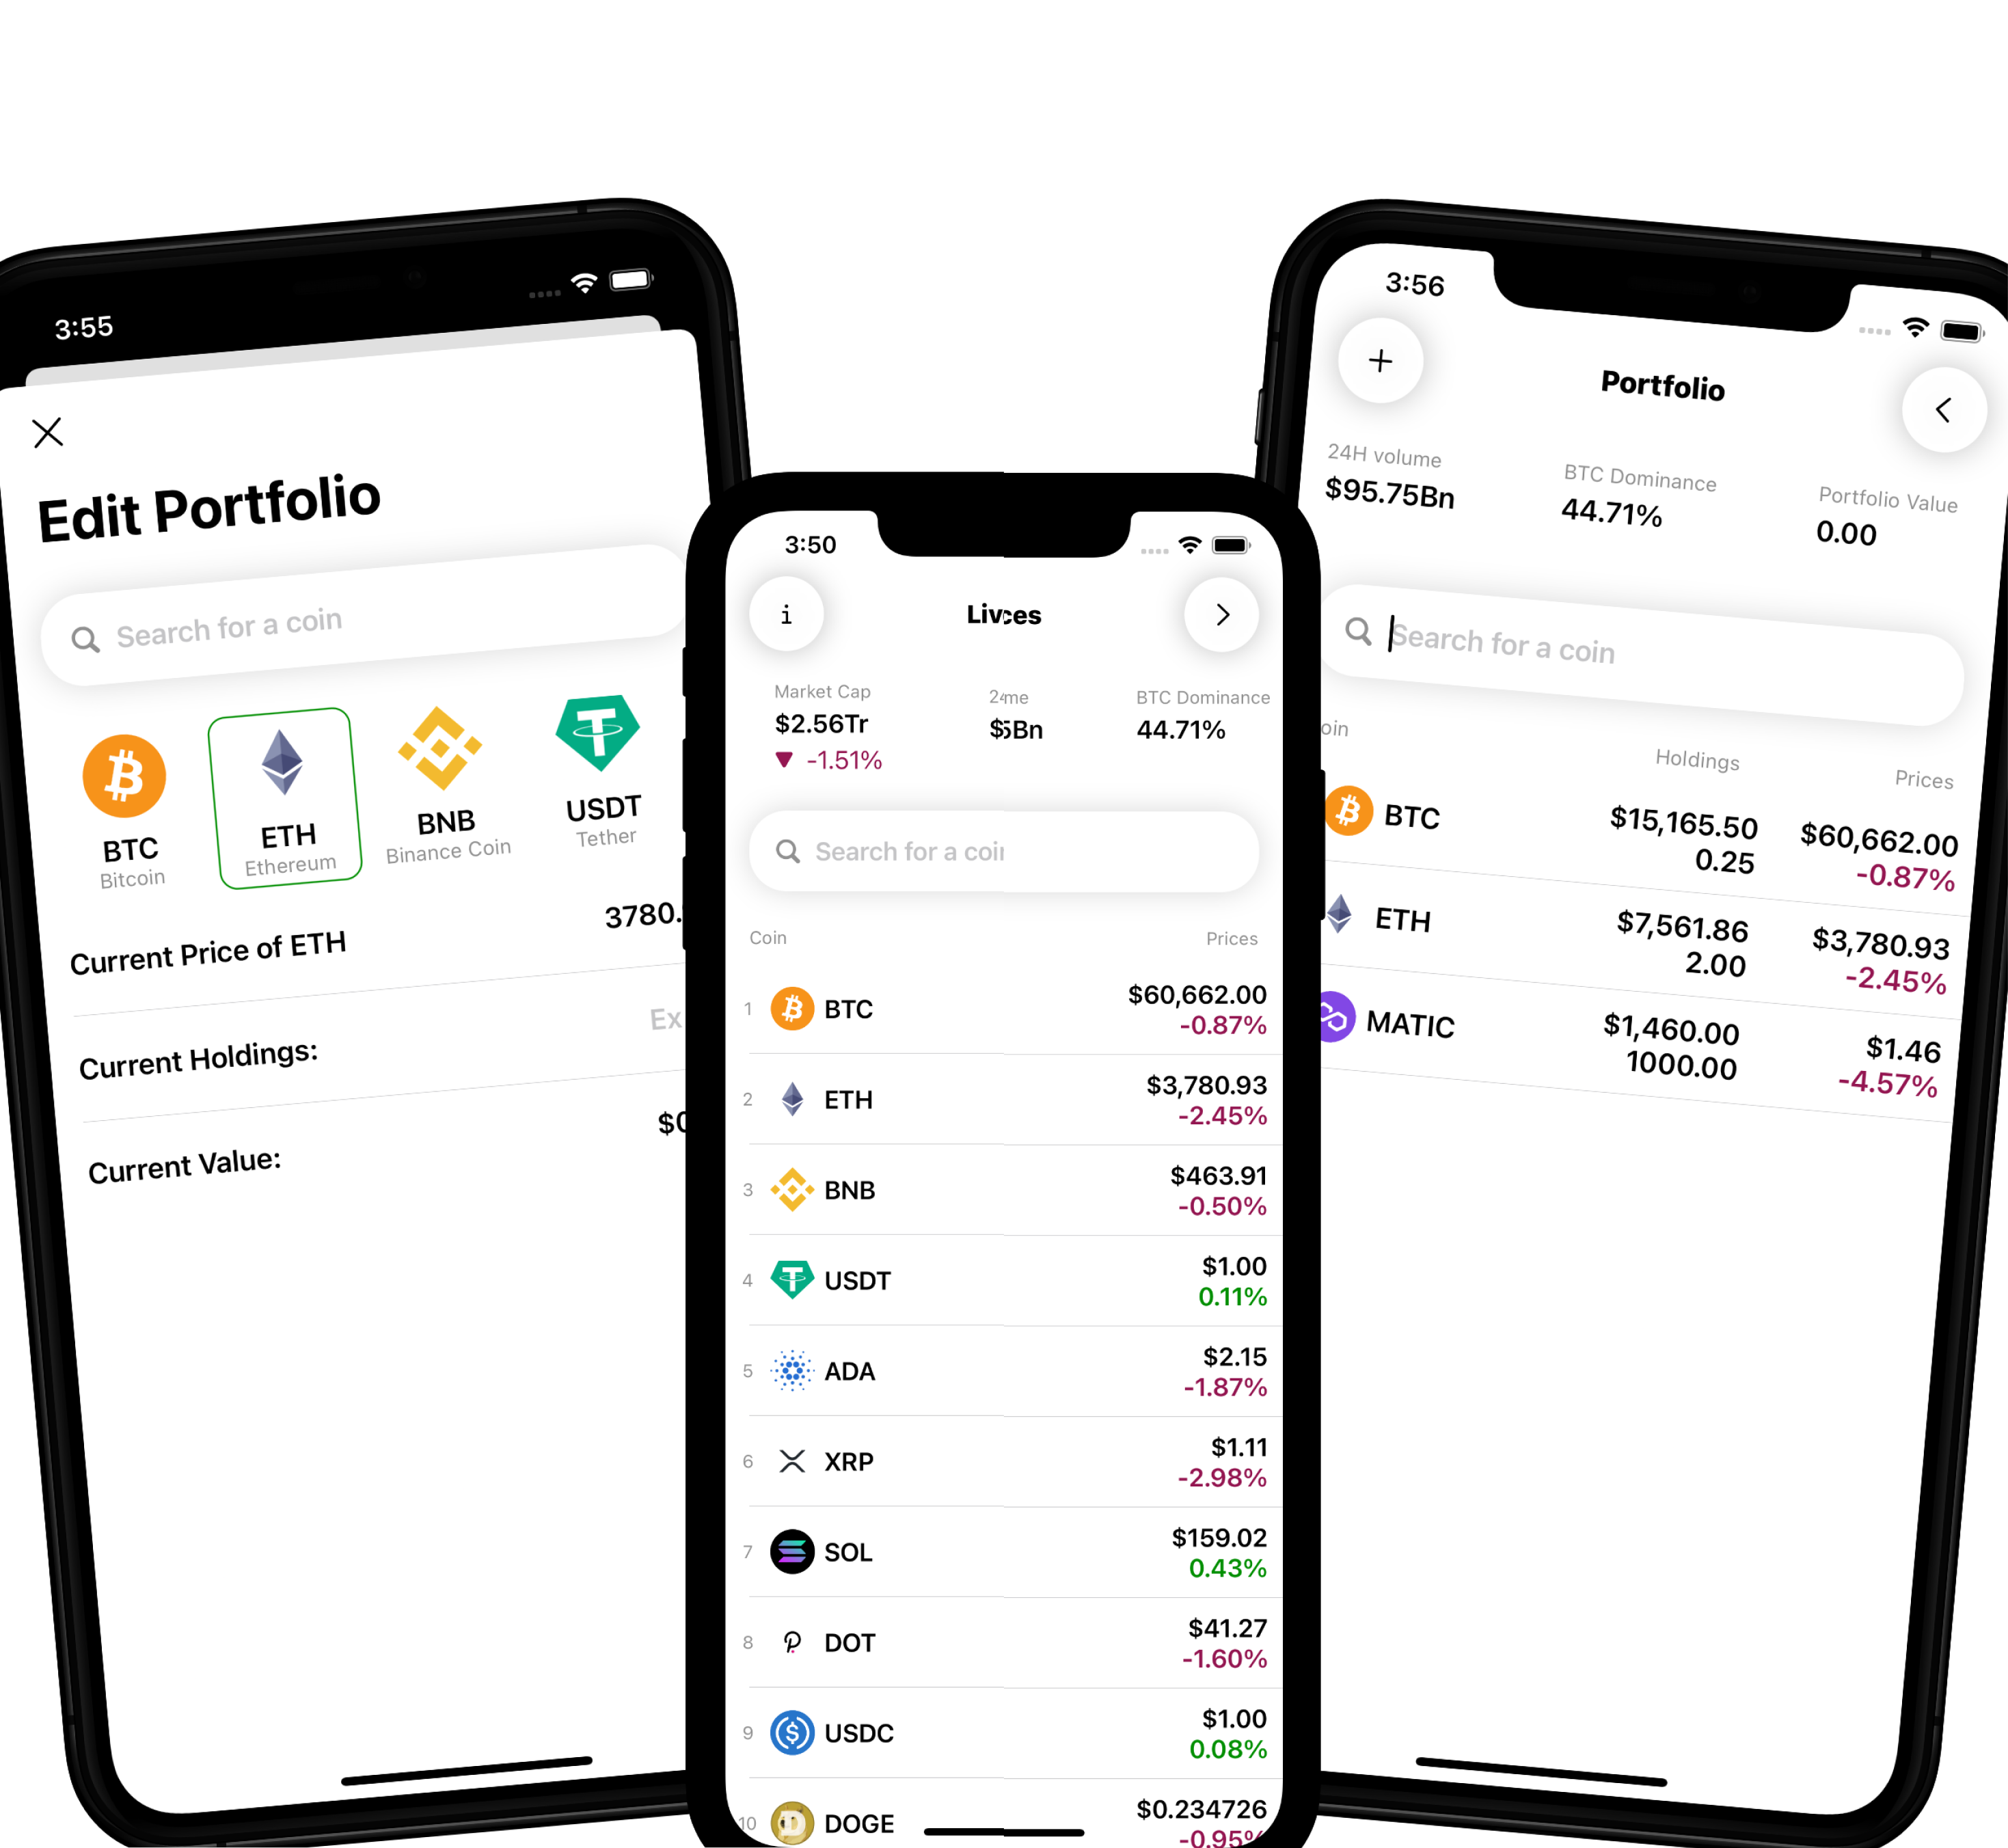 3:55
Edit Portfolio
Search for a coin
BTC
Bitcoin
ETH
Ethereum
BNB
Binance Coin
USDT
Tether
Current Price of ETH
3780.
Current Holdings:
Ex
Current Value:
$0
3:50
i
Livces
Market Cap
$2.56Tr
-1.51%
24me
$5Bn
BTC Dominance
44.71%
Search for a coi
Coin Prices
1 BTC $60,662.00
-0.87%
2 ETH $3,780.93
-2.45%
3 BNB $463.91
-0.50%
4 USDT $1.00
0.11%
5 ADA $2.15
-1.87%
6 XRP $1.11
-2.98%
7 SOL $159.02
0.43%
8 DOT $41.27
-1.60%
9 USDC $1.00
0.08%
10 DOGE $0.234726
-0.95%
3:56
Portfolio
24H volume
$95.75Bn
BTC Dominance
44.71%
Portfolio Value
0.00
Search for a coin
oin Holdings Prices
BTC $15,165.50 $60,662.00
0.25 -0.87%
ETH $7,561.86 $3,780.93
2.00 -2.45%
MATIC $1,460.00 $1.46
1000.00 -4.57%